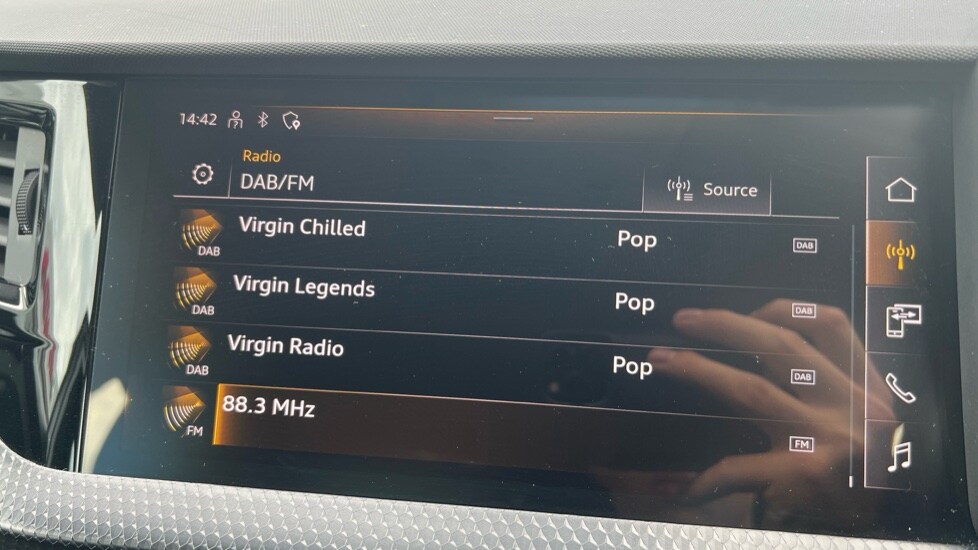 14:42
Radio
DAB/FM
Source
Virgin Chilled Pop DAB
DAB
Virgin Legends Pop DAB
DAB
Virgin Radio Pop DAB
DAB
88.3 MHz FM
FM